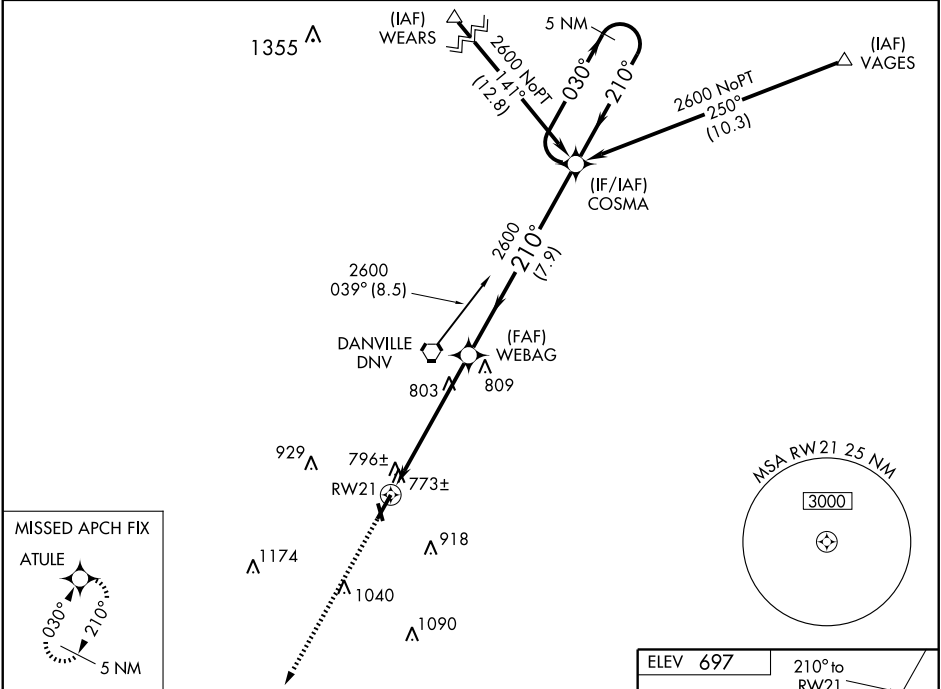 1355
(IAF)
WEARS
2600 NoPT
141°
(12.8)
5 NM
030°
210°
(IAF)
VAGES
2600 NoPT
250°
(10.3)
(IF/IAF)
COSMA
2600
210°
(7.9)
2600
039° (8.5)
DANVILLE
DNV
(FAF)
WEBAG
803
809
929
796±
773±
RW21
1174
918
1040
1090
MSA RW21 25 NM
3000
MISSED APCH FIX
ATULE
030°
210°
5 NM
ELEV 697
210° to
RW21